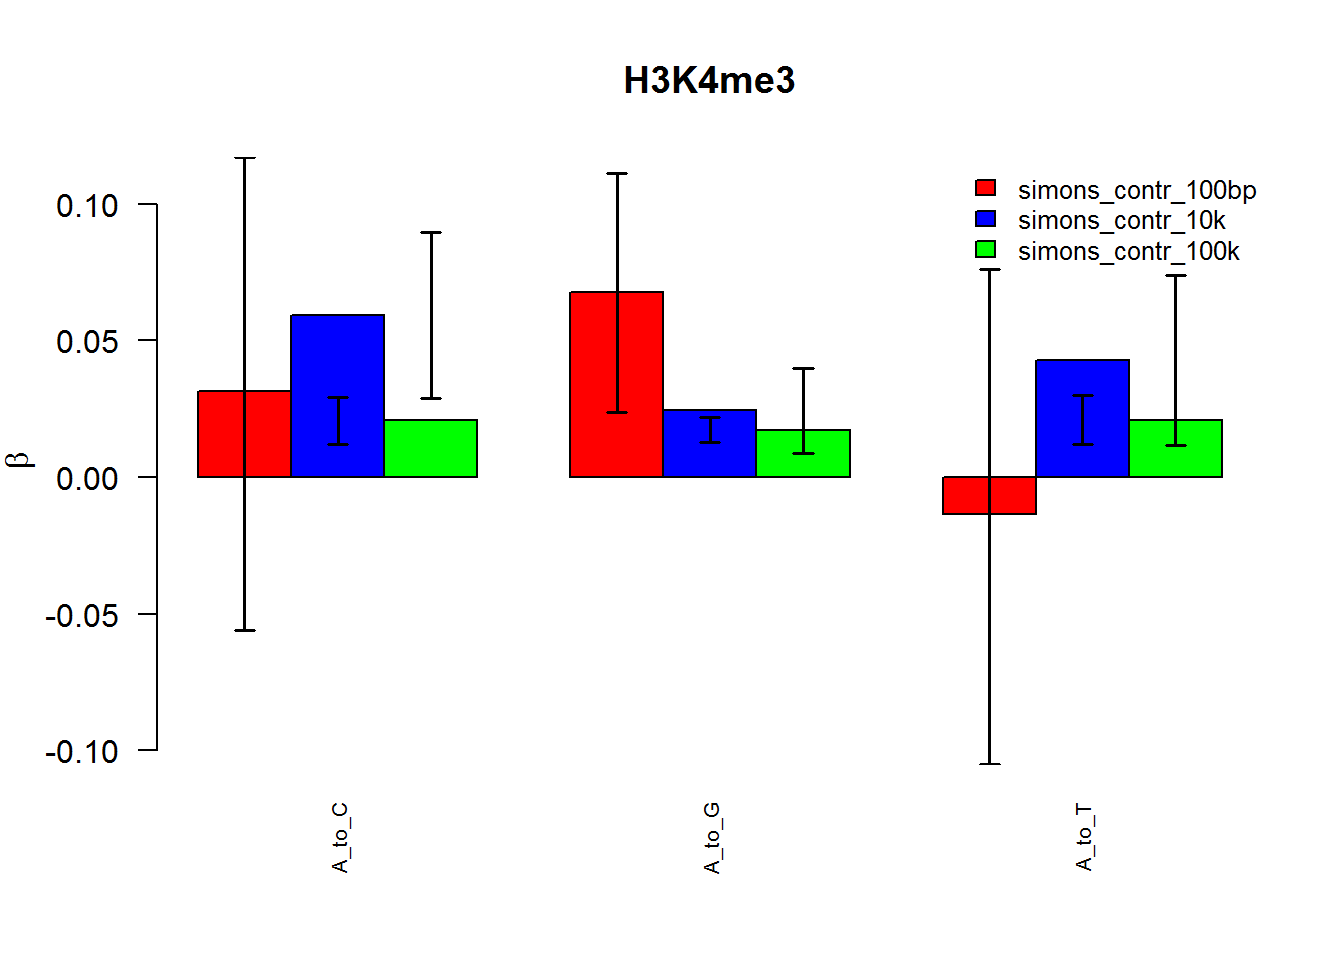 H3K4me3
simons_contr_100bp
simons_contr_10k
simons_contr_100k
0.10
0.05
0.00
-0.05
-0.10
β
A_to_C
A_to_G
A_to_T